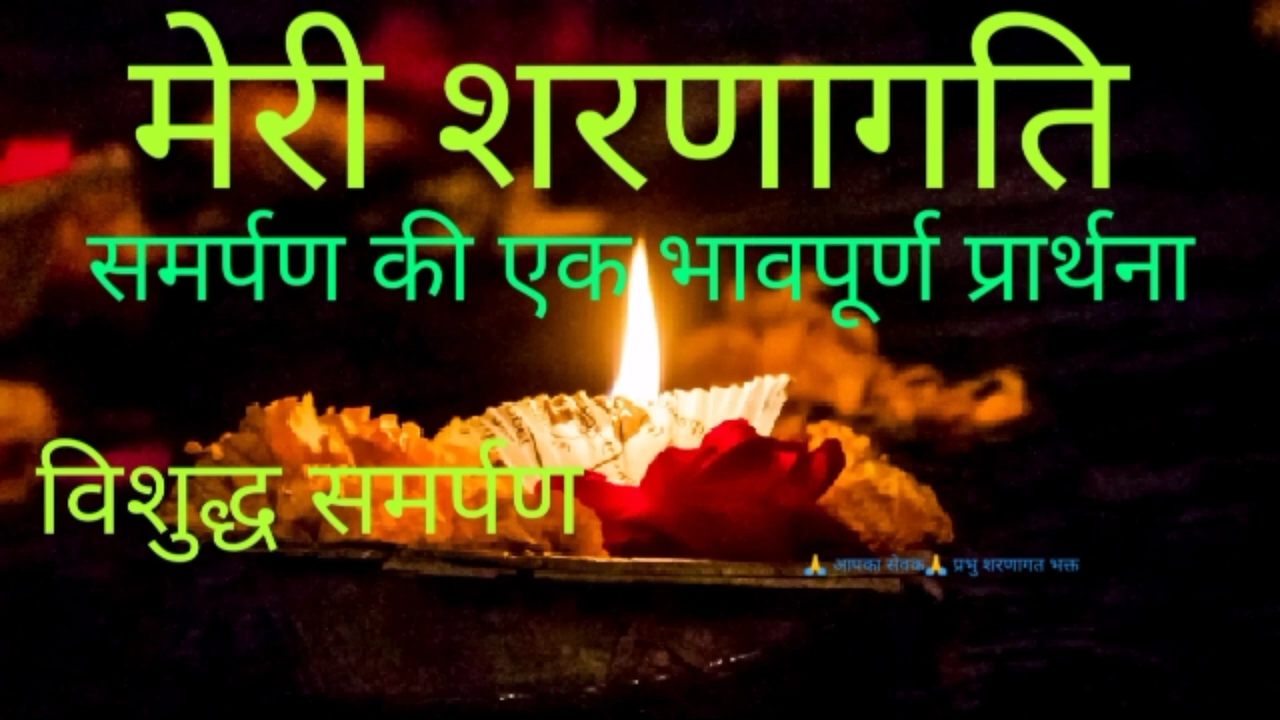 मेरी शरणागति
समर्पण की एक भावपूर्ण प्रार्थना
विशुद्ध समर्पण
🙏 आपका सेवक🙏 प्रभु शरणागत भक्त